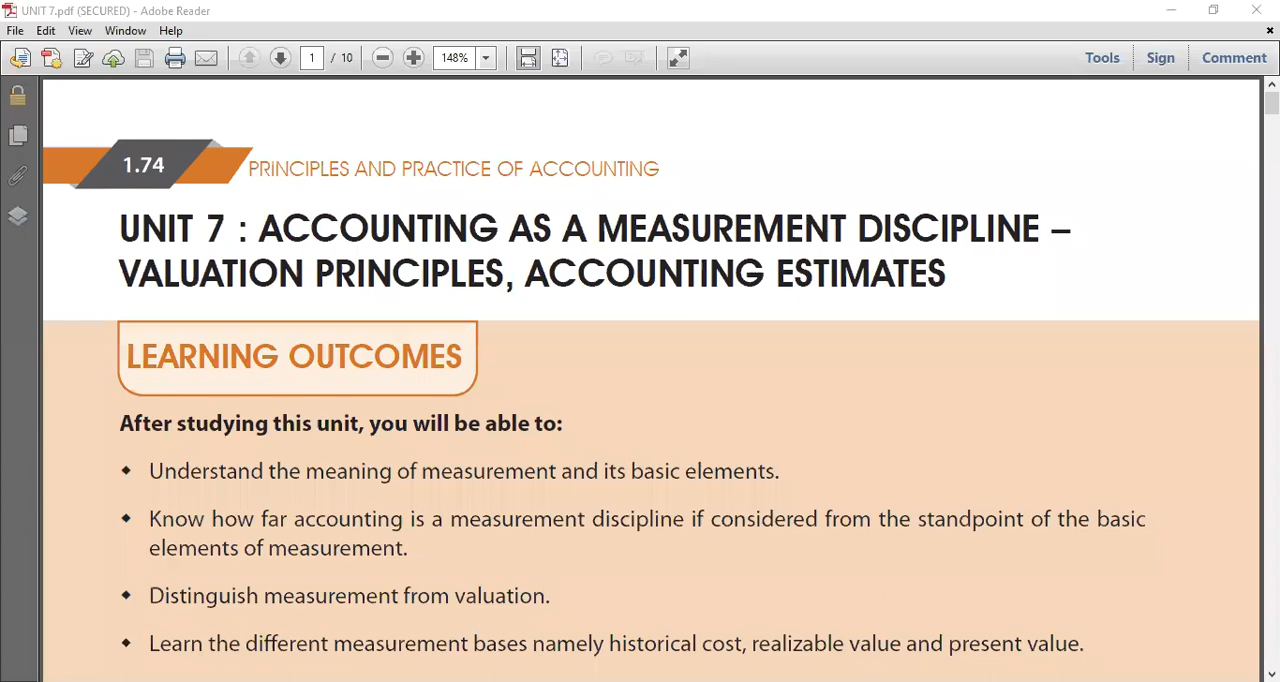 UNIT 7.pdf (SECURED) - Adobe Reader
File Edit View Window Help
1 / 10 148% Tools Sign Comment
1.74 PRINCIPLES AND PRACTICE OF ACCOUNTING
UNIT 7 : ACCOUNTING AS A MEASUREMENT DISCIPLINE –
VALUATION PRINCIPLES, ACCOUNTING ESTIMATES
LEARNING OUTCOMES
After studying this unit, you will be able to:
Understand the meaning of measurement and its basic elements.
Know how far accounting is a measurement discipline if considered from the standpoint of the basic
elements of measurement.
Distinguish measurement from valuation.
Learn the different measurement bases namely historical cost, realizable value and present value.